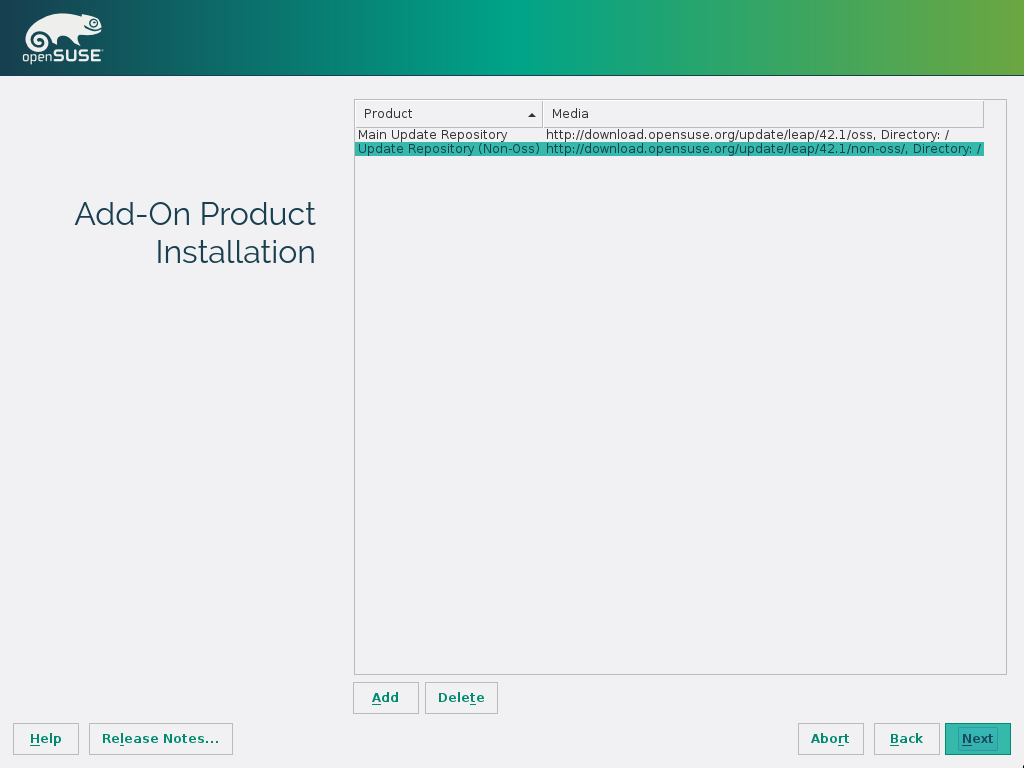 openSUSE
Product Media
Main Update Repository http://download.opensuse.org/update/leap/42.1/oss, Directory: /
Update Repository (Non-Oss) http://download.opensuse.org/update/leap/42.1/non-oss/, Directory: /
Add-On Product
Installation
Add Delete
Help Release Notes... Abort Back Next